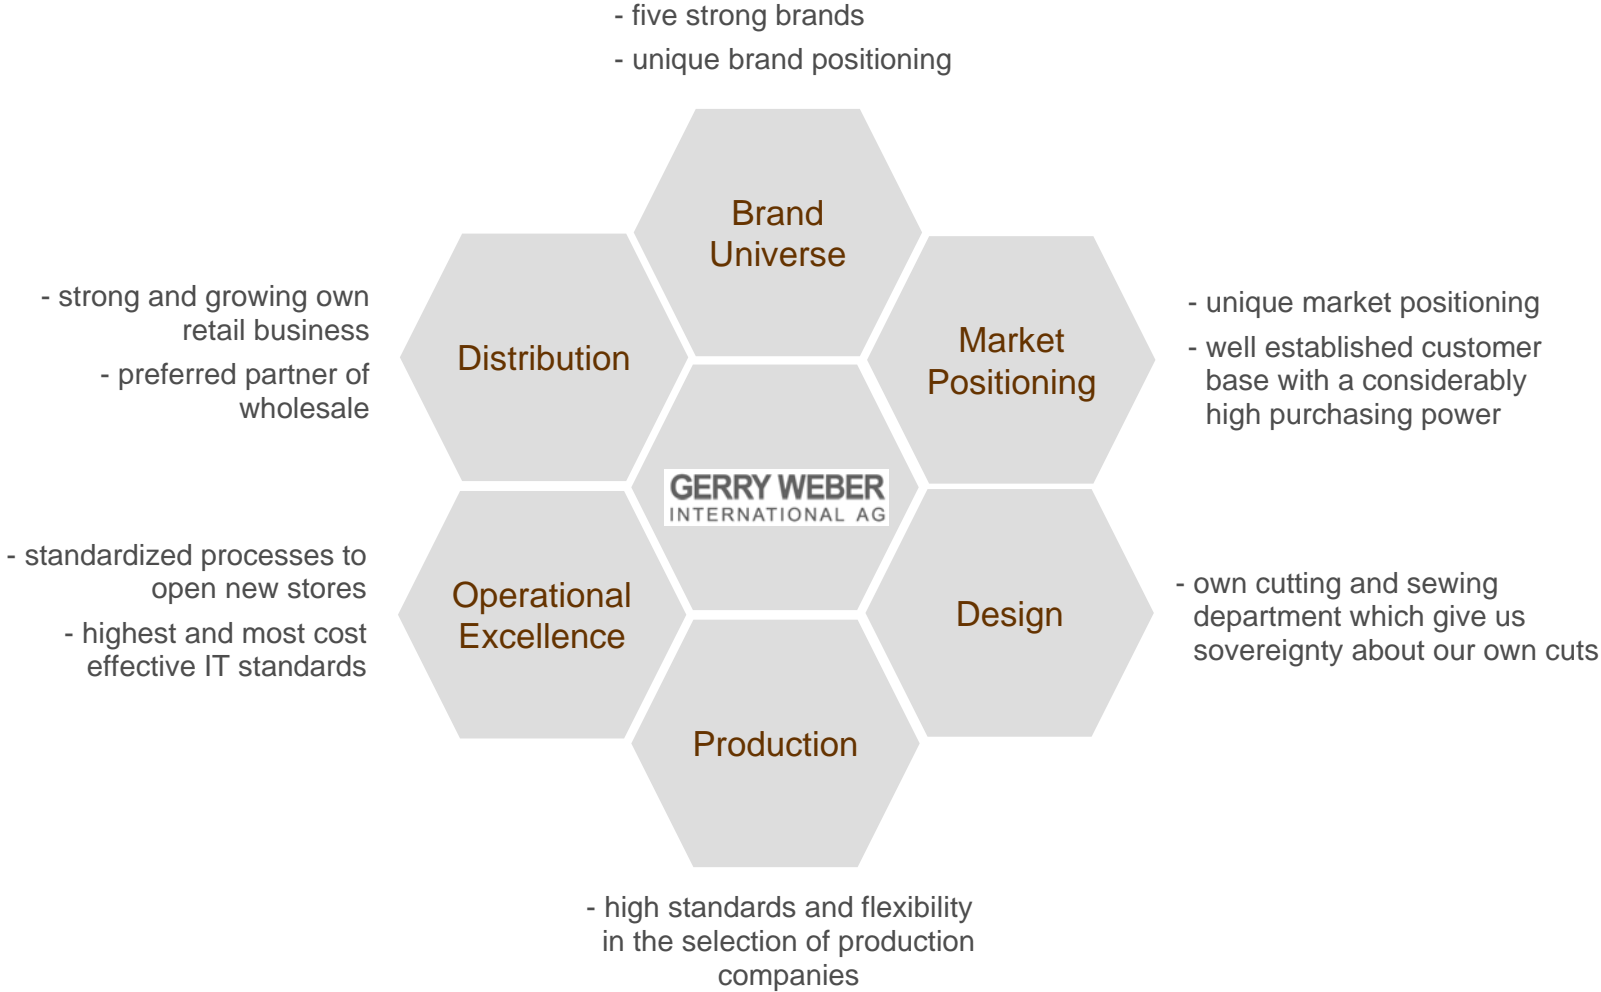 - five strong brands
- unique brand positioning
Brand
Universe
- strong and growing own
retail business
- preferred partner of
wholesale
Distribution
Market
Positioning
- unique market positioning
- well established customer
base with a considerably
high purchasing power
GERRY WEBER
INTERNATIONAL AG
- standardized processes to
open new stores
- highest and most cost
effective IT standards
Operational
Excellence
Design
- own cutting and sewing
department which give us
sovereignty about our own cuts
Production
- high standards and flexibility
in the selection of production
companies